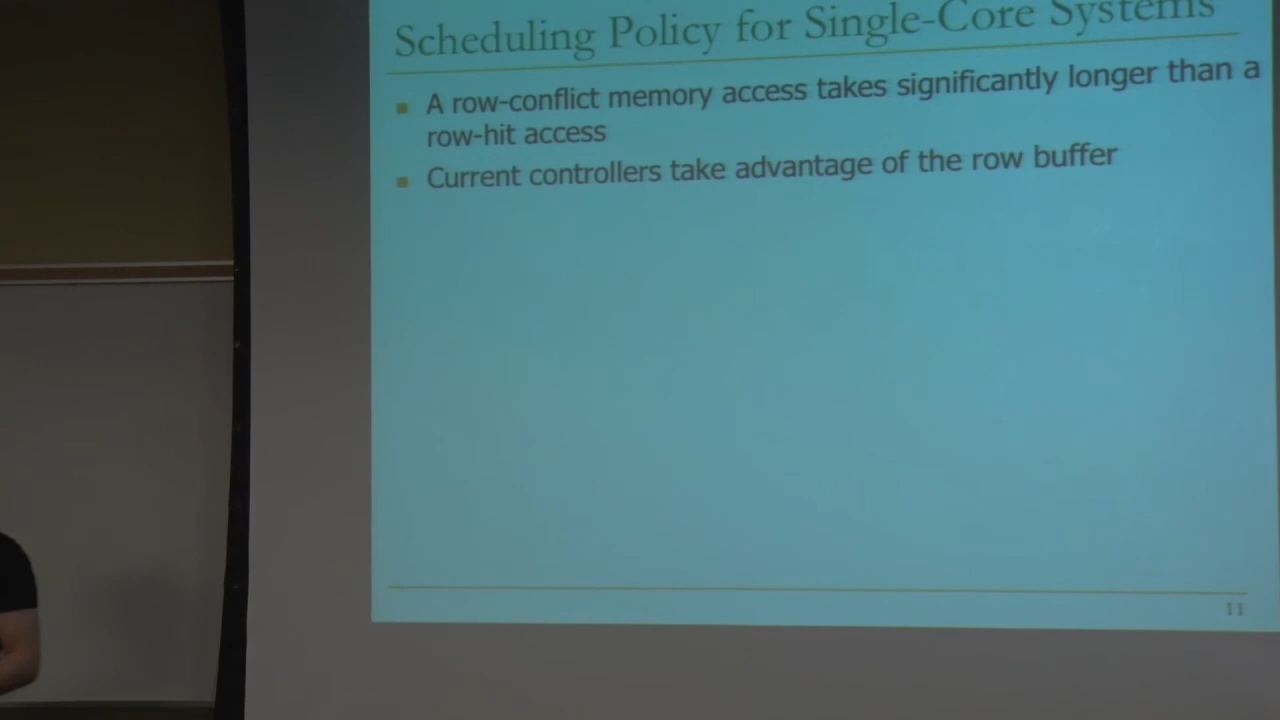 Scheduling Policy for Single-Core Systems
A row-conflict memory access takes significantly longer than a
row-hit access
Current controllers take advantage of the row buffer
11